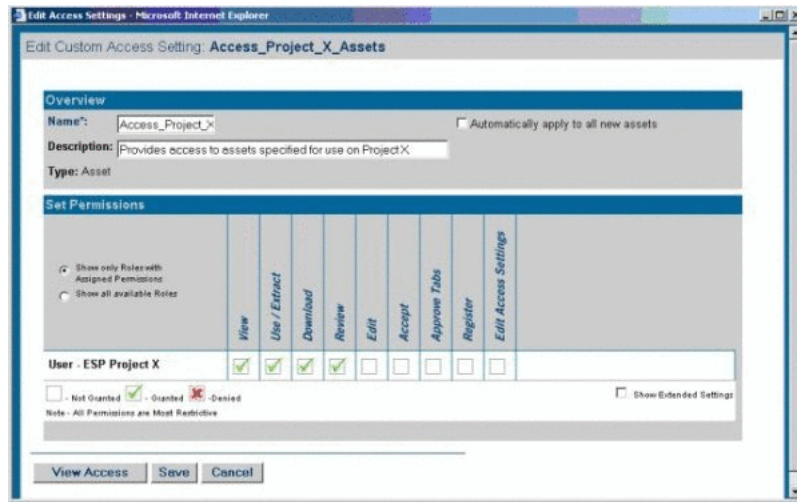 Edit Access Settings - Microsoft Internet Explorer
Edit Custom Access Setting: Access_Project_X_Assets
Overview
Name*: Access_Project_X
Automatically apply to all new assets
Description: Provides access to assets specified for use on Project X
Type: Asset
Set Permissions
Show only Roles with
Assigned Permissions
Show all available Roles
View
Use / Extract
Download
Review
Edit
Accept
Approve Tabs
Register
Edit Access Settings
User - ESP Project X
- Not Granted - Granted -Denied
Show Extended Settings
Note - All Permissions are Most Restrictive
View Access Save Cancel